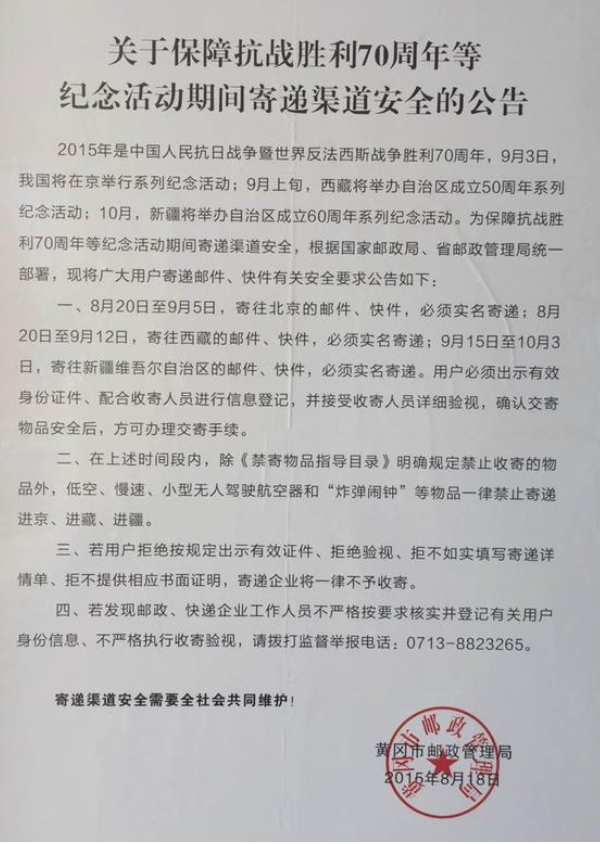 关于保障抗战胜利70周年等
纪念活动期间寄递渠道安全的公告
2015年是中国人民抗日战争暨世界反法西斯战争胜利70周年，9月3日，
我国将在京举行系列纪念活动；9月上旬，西藏将举办自治区成立50周年系列
纪念活动；10月，新疆将举办自治区成立60周年系列纪念活动。为保障抗战胜
利70周年等纪念活动期间寄递渠道安全，根据国家邮政局、省邮政管理局统一
部署，现将广大用户寄递邮件、快件有关安全要求公告如下：
一、8月20日至9月5日，寄往北京的邮件、快件，必须实名寄递；8月
20日至9月12日，寄往西藏的邮件、快件，必须实名寄递；9月15日至10月3
日，寄往新疆维吾尔自治区的邮件、快件，必须实名寄递。用户必须出示有效
身份证件、配合收寄人员进行信息登记，并接受收寄人员详细验视，确认交寄
物品安全后，方可办理交寄手续。
二、在上述时间段内，除《禁寄物品指导目录》明确规定禁止收寄的物
品外，低空、慢速、小型无人驾驶航空器和“炸弹闹钟”等物品一律禁止寄递
进京、进藏、进疆。
三、若用户拒绝按规定出示有效证件、拒绝验视、拒不如实填写寄递详
情单、拒不提供相应书面证明，寄递企业将一律不予收寄。
四、若发现邮政、快递企业工作人员不严格按要求核实并登记有关用户
身份信息、不严格执行收寄验视，请拨打监督举报电话：0713-8823265。
寄递渠道安全需要全社会共同维护！
黄冈市邮政管理局
2015年8月18日
黄冈市邮政管理局